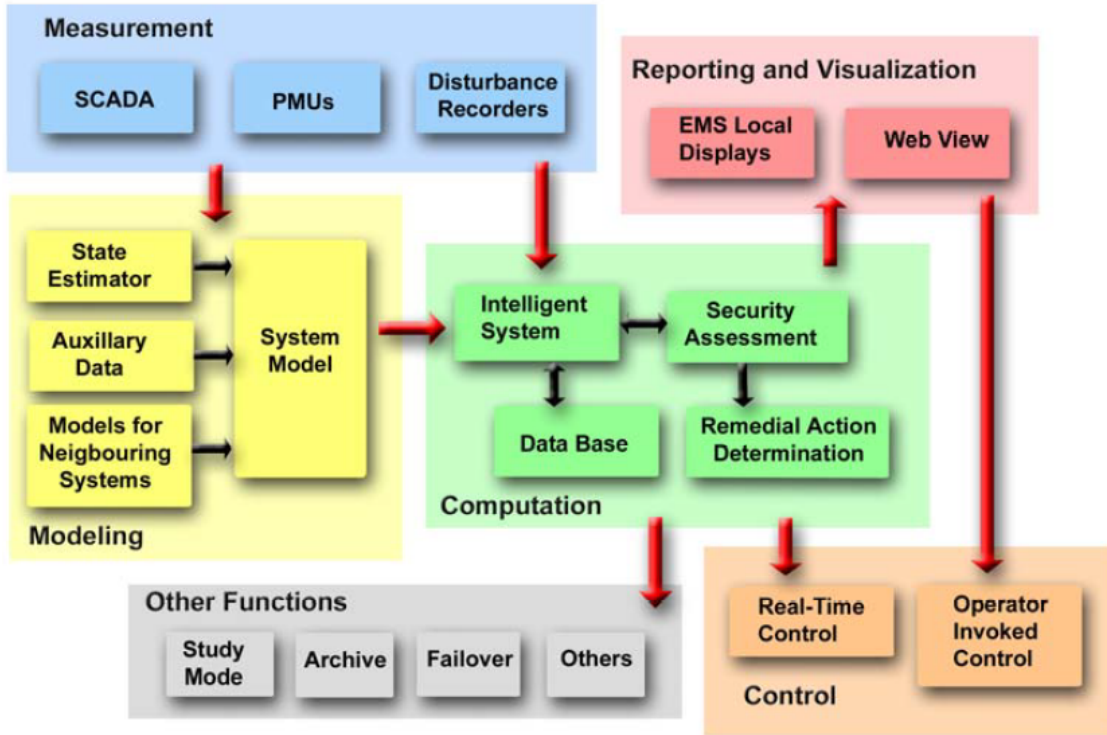 Measurement
SCADA
PMUs
Disturbance
Recorders
Reporting and Visualization
EMS Local
Displays
Web View
State
Estimator
Auxillary
Data
Models for
Neigbouring
Systems
System
Model
Modeling
Intelligent
System
Security
Assessment
Data Base
Remedial Action
Determination
Computation
Other Functions
Study
Mode
Archive
Failover
Others
Real-Time
Control
Operator
Invoked
Control
Control